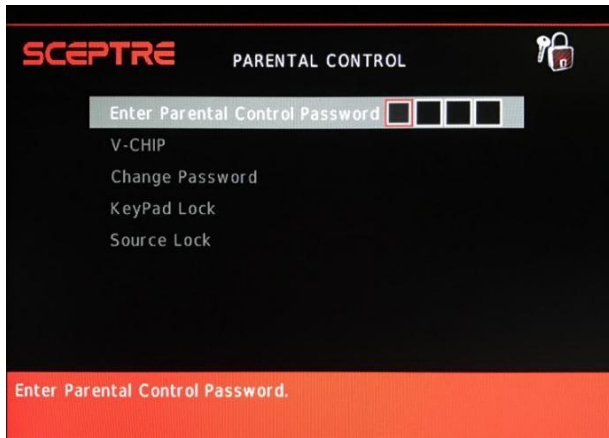 SCEPTRE
PARENTAL CONTROL
Enter Parental Control Password
V-CHIP
Change Password
KeyPad Lock
Source Lock
Enter Parental Control Password.